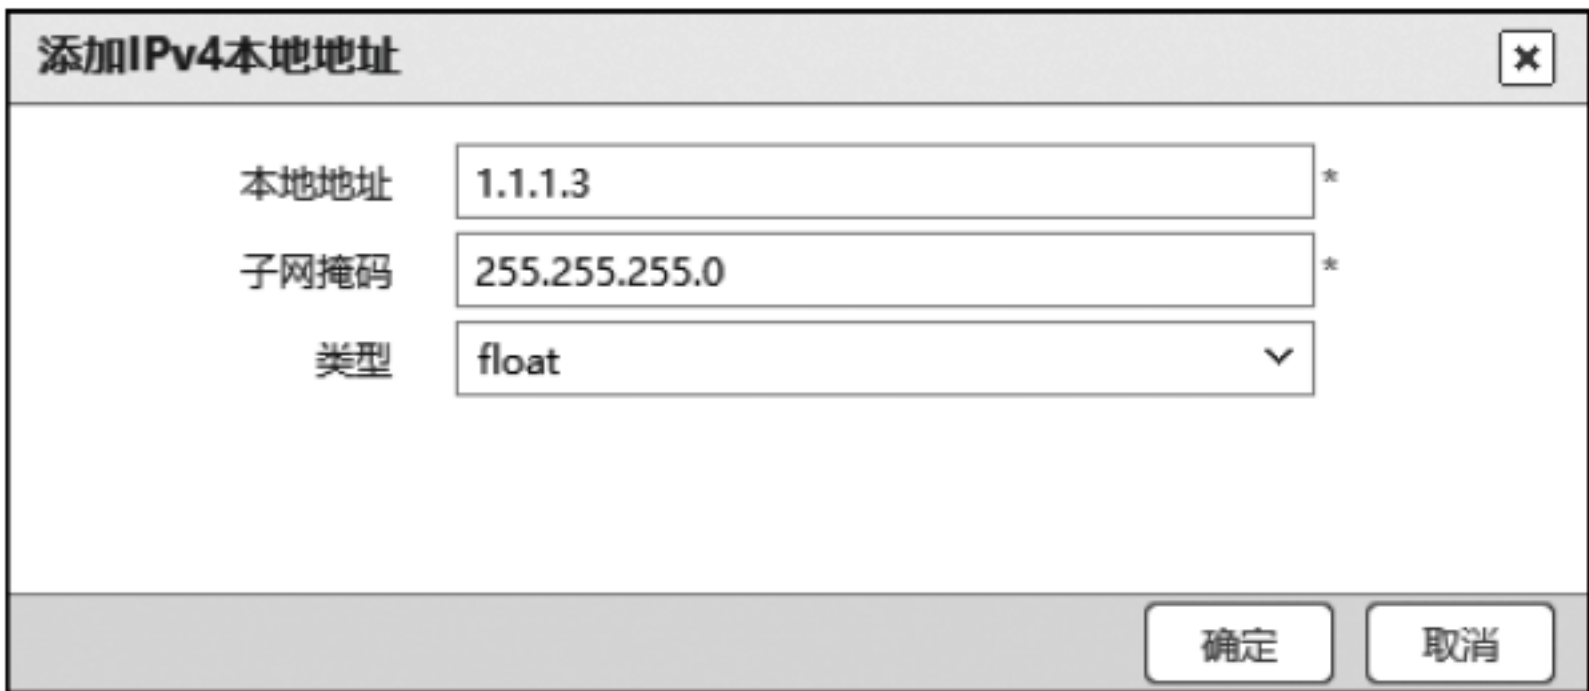 添加IPv4本地地址
本地地址 1.1.1.3 *
子网掩码 255.255.255.0 *
类型 float
确定 取消